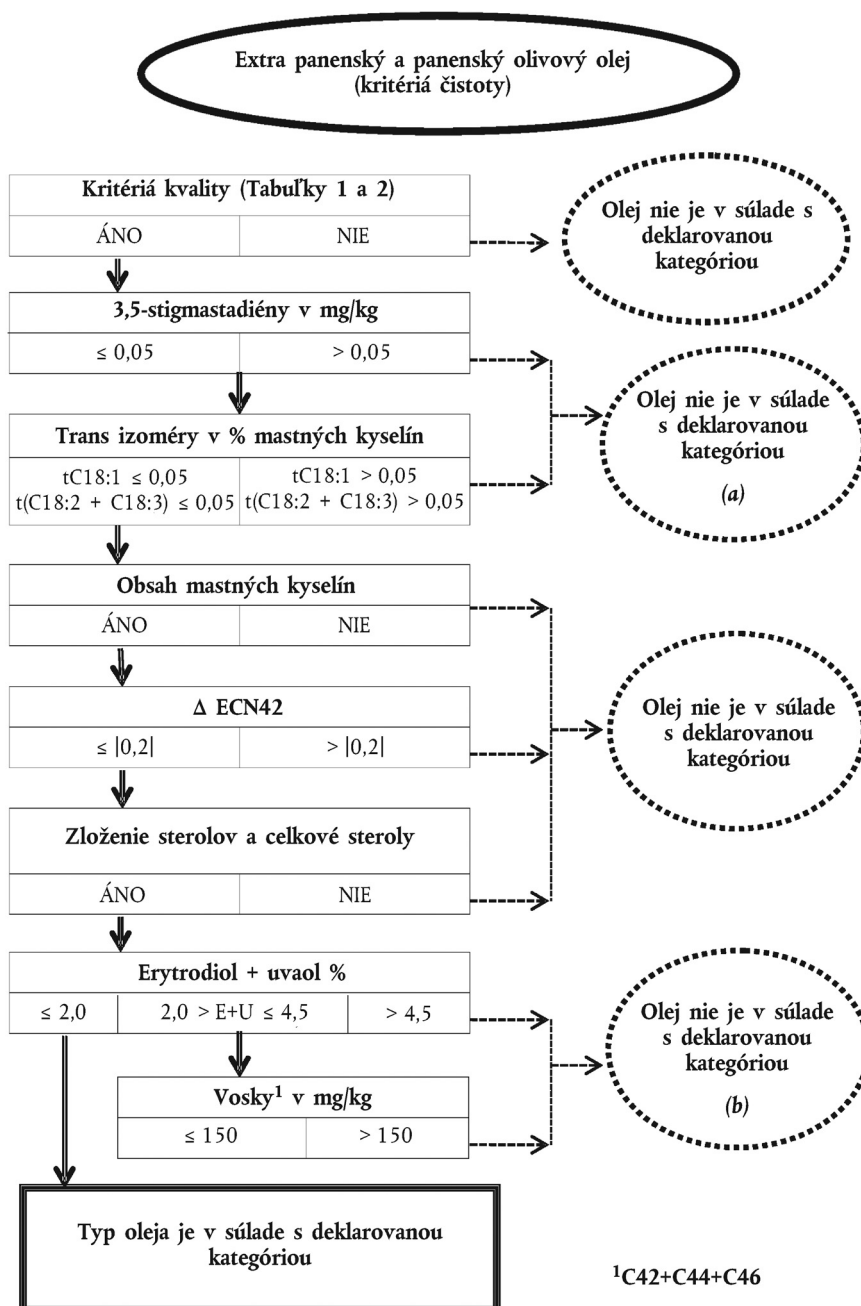 Extra panenský a panenský olivový olej
(kritériá čistoty)
Kritériá kvality (Tabuľky 1 a 2)
ÁNO
NIE
Olej nie je v súlade s
deklarovanou
kategóriou
3,5-stigmastadiény v mg/kg
≤ 0,05
> 0,05
Trans izoméry v % mastných kyselín
tC18:1 ≤ 0,05
t(C18:2 + C18:3) ≤ 0,05
tC18:1 > 0,05
t(C18:2 + C18:3) > 0,05
Olej nie je v súlade
s deklarovanou
kategóriou
(a)
Obsah mastných kyselín
ÁNO
NIE
Δ ECN42
≤ |0,2|
> |0,2|
Zloženie sterolov a celkové steroly
ÁNO
NIE
Olej nie je v súlade
s deklarovanou
kategóriou
Erytrodiol + uvaol %
≤ 2,0
2,0 > E+U ≤ 4,5
> 4,5
Vosky¹ v mg/kg
≤ 150
> 150
Olej nie je v súlade
s deklarovanou
kategóriou
(b)
Typ oleja je v súlade s deklarovanou
kategóriou
¹C42+C44+C46